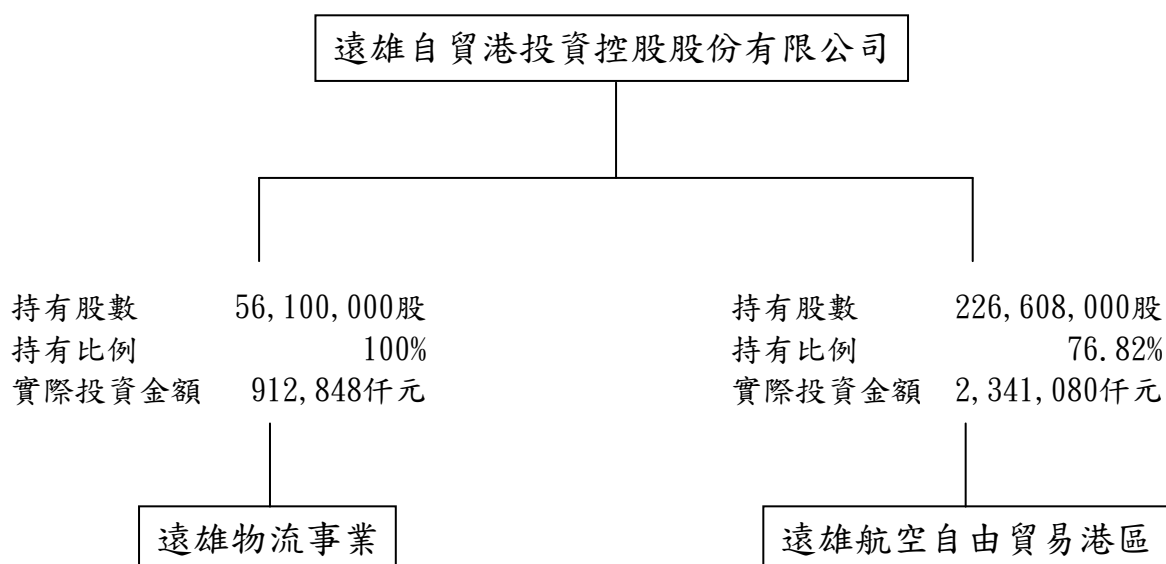 遠雄自貿港投資控股股份有限公司
持有股數 56,100,000股
持有比例 100%
實際投資金額 912,848仟元
持有股數 226,608,000股
持有比例 76.82%
實際投資金額 2,341,080仟元
遠雄物流事業
遠雄航空自由貿易港區